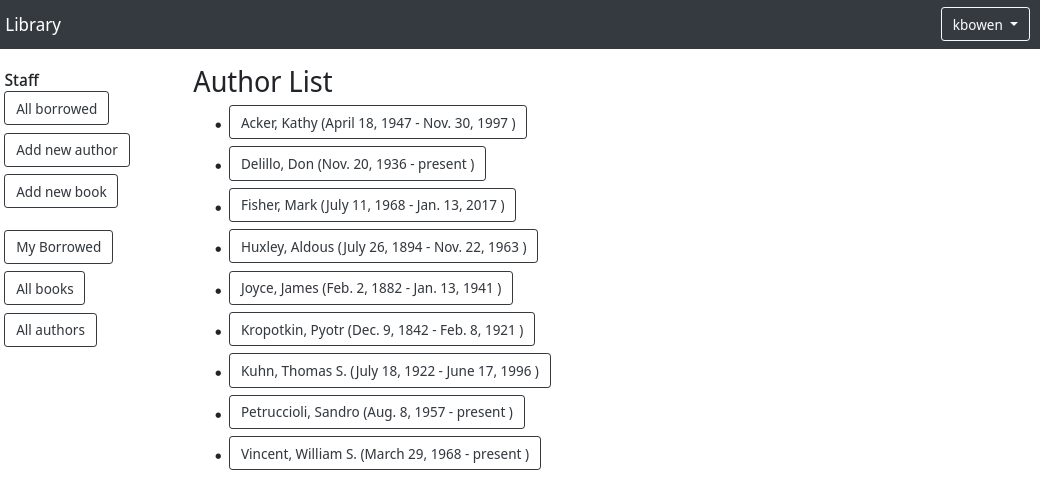 Library
kbowen
Staff
All borrowed
Add new author
Add new book
My Borrowed
All books
All authors
Author List
Acker, Kathy (April 18, 1947 - Nov. 30, 1997 )
Delillo, Don (Nov. 20, 1936 - present )
Fisher, Mark (July 11, 1968 - Jan. 13, 2017 )
Huxley, Aldous (July 26, 1894 - Nov. 22, 1963 )
Joyce, James (Feb. 2, 1882 - Jan. 13, 1941 )
Kropotkin, Pyotr (Dec. 9, 1842 - Feb. 8, 1921 )
Kuhn, Thomas S. (July 18, 1922 - June 17, 1996 )
Petruccioli, Sandro (Aug. 8, 1957 - present )
Vincent, William S. (March 29, 1968 - present )